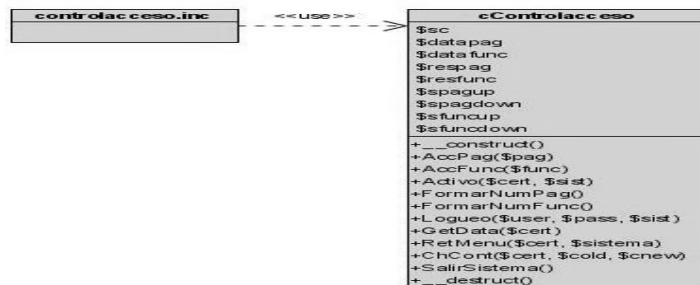 controlacceso.inc
<<use>>
cControlacceso
$sc
$datapag
$datafunc
$respag
$resfunc
$spagup
$spagdown
$sfuncup
$sfuncdown
+__construct()
+AccPag($pag)
+AccFunc($func)
+Activo($cert, $sist)
+FormarNumPag()
+FormarNumFunc()
+Logueo($user, $pass, $sist)
+GetData($cert)
+RetMenu($cert, $sistema)
+ChCont($cert, $cold, $cnew)
+SalirSistema()
+__destruct()